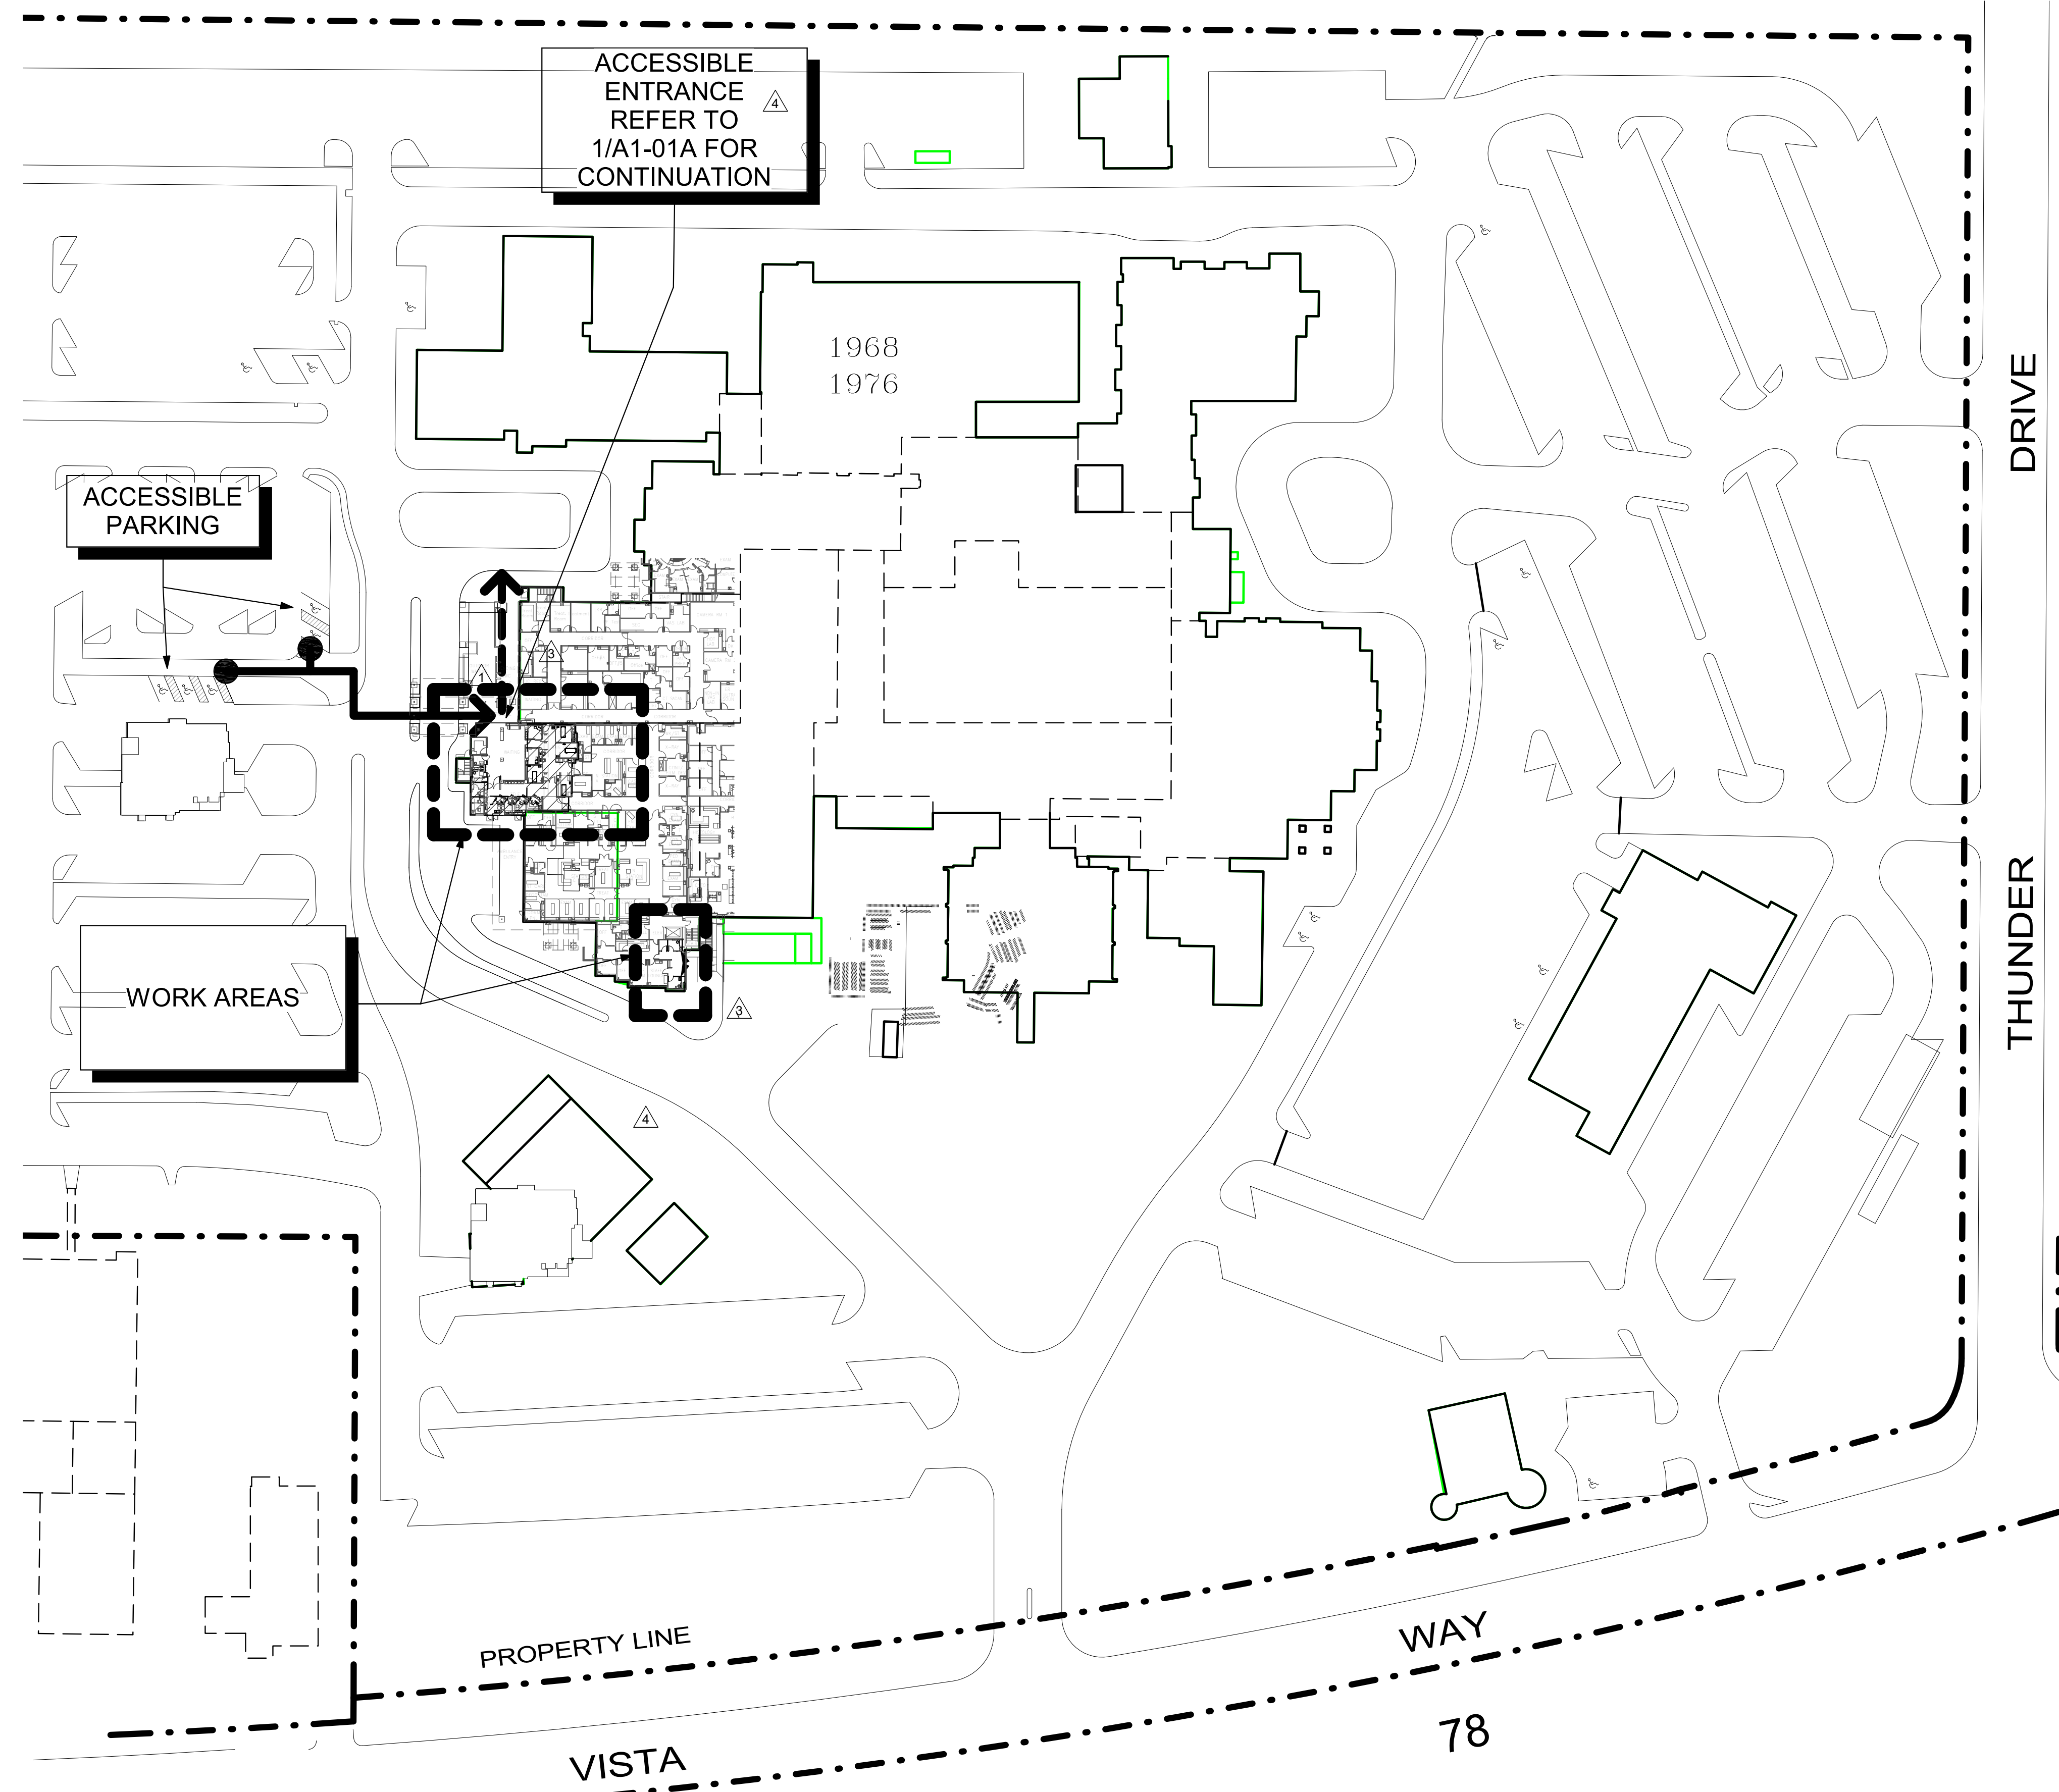 ACCESSIBLE
ENTRANCE
REFER TO
1/A1-01A FOR
CONTINUATION
4
1968
1976
DRIVE
ACCESSIBLE
PARKING
3
1
THUNDER
WORK AREAS
3
4
PROPERTY LINE
WAY
78
VISTA